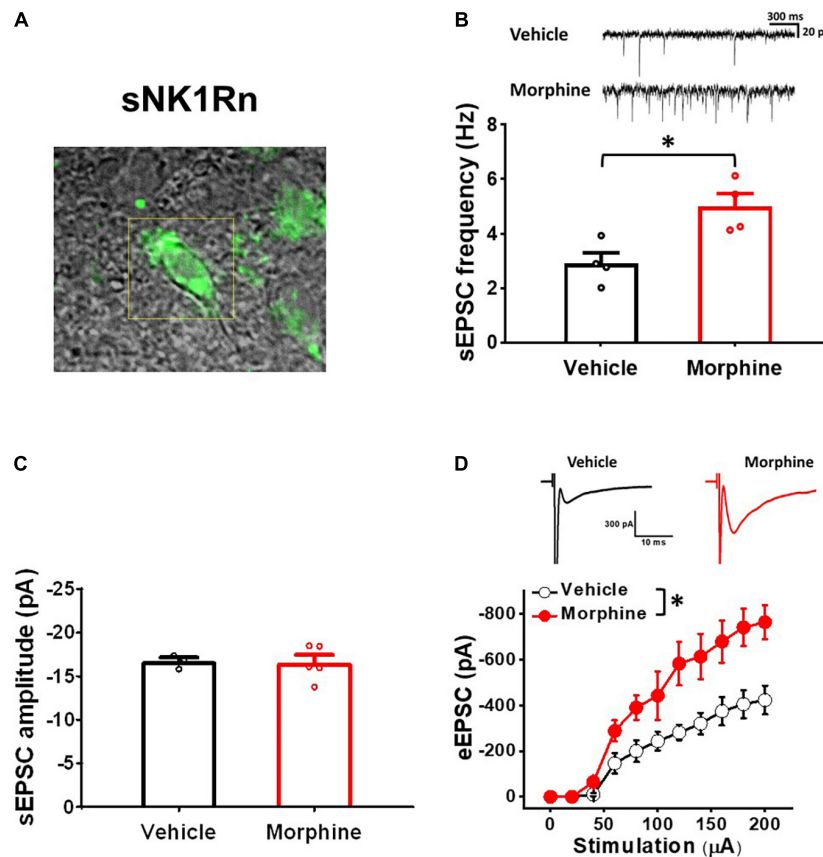 A
sNK1Rn
B
300 ms
Vehicle
Morphine
sEPSC frequency (Hz)
8
6
4
2
0
*
Vehicle
Morphine
C
sEPSC amplitude (pA)
-25
-20
-15
-10
-5
0
Vehicle
Morphine
D
Vehicle
Morphine
300 pA
10 ms
Vehicle
Morphine
*
eEPSC (pA)
-800
-600
-400
-200
0
0 50 100 150 200
Stimulation (μA)